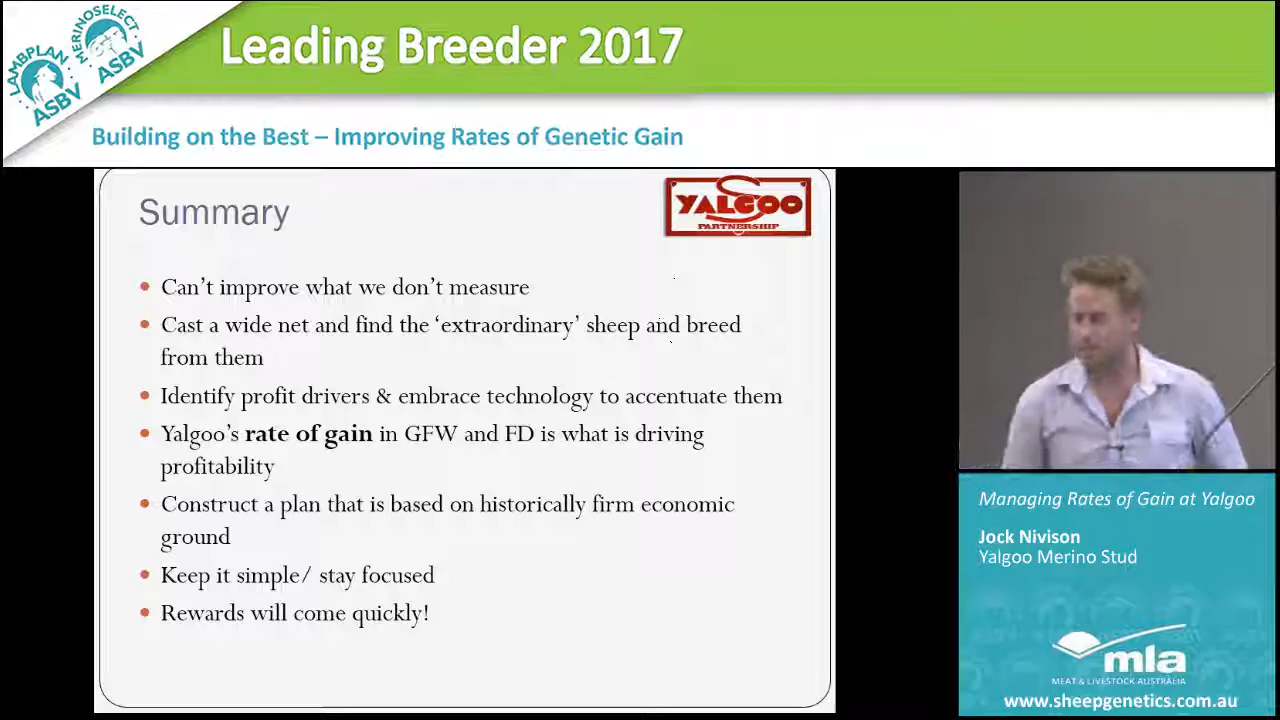 LAMBPLAN
ASBV
MERINOSELECT
ASBV
Leading Breeder 2017
Building on the Best – Improving Rates of Genetic Gain
Summary
YALGOO
PARTNERSHIP
• Can’t improve what we don’t measure
• Cast a wide net and find the ‘extraordinary’ sheep and breed
from them
• Identify profit drivers & embrace technology to accentuate them
• Yalgoo’s rate of gain in GFW and FD is what is driving
profitability
• Construct a plan that is based on historically firm economic
ground
• Keep it simple/ stay focused
• Rewards will come quickly!
Managing Rates of Gain at Yalgoo
Jock Nivison
Yalgoo Merino Stud
mla
MEAT & LIVESTOCK AUSTRALIA
www.sheepgenetics.com.au